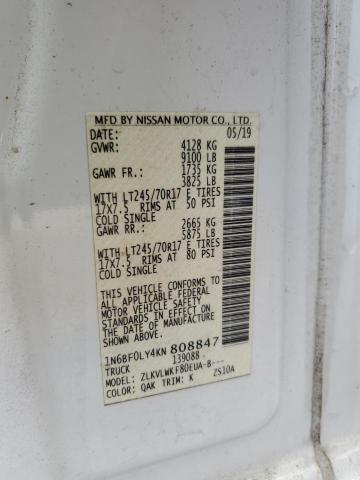 MFD BY NISSAN MOTOR CO., LTD.
DATE: 05/19
GVWR: 4128 KG
9100 LB
GAWR FR.: 1735 KG
3825 LB
WITH LT245/70R17 E TIRES
17X7.5 RIMS AT 50 PSI
COLD SINGLE
GAWR RR.: 2665 KG
5875 LB
WITH LT245/70R17 E TIRES
17X7.5 RIMS AT 80 PSI
COLD SINGLE
THIS VEHICLE CONFORMS TO
ALL APPLICABLE FEDERAL
MOTOR VEHICLE SAFETY
STANDARDS IN EFFECT ON
THE DATE OF MANUFACTURE
SHOWN ABOVE.
1N6BF0LY4KN 808847
TRUCK 139088
MODEL: ZLKVLWKF80EUA-B---
COLOR: QAK TRIM: K ZS10A